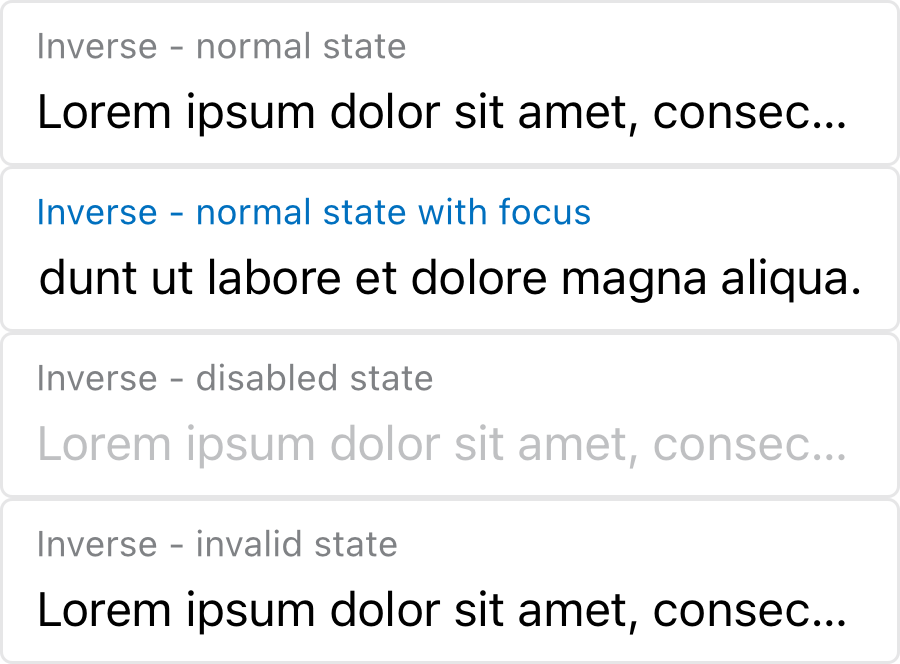 Inverse - normal state
Lorem ipsum dolor sit amet, consec...
Inverse - normal state with focus
dunt ut labore et dolore magna aliqua.
Inverse - disabled state
Lorem ipsum dolor sit amet, consec...
Inverse - invalid state
Lorem ipsum dolor sit amet, consec...